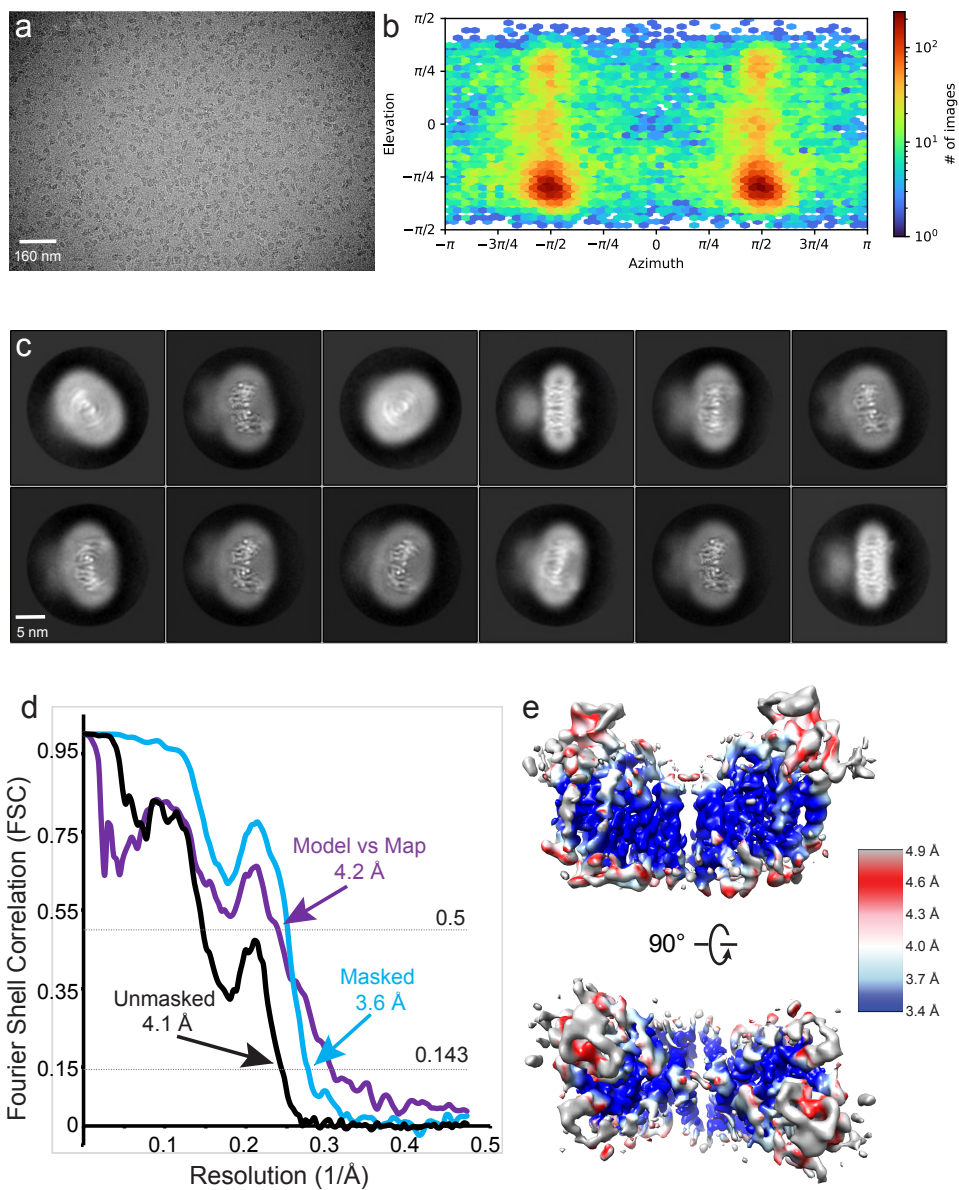 a
160 nm
b
π/2
π/4
0
−π/4
−π/2
Elevation
−π
−3π/4
−π/2
−π/4
0
π/4
π/2
3π/4
π
Azimuth
10²
10¹
10⁰
# of images
c
5 nm
d
0.95
0.75
0.55
0.35
0.15
0
Fourier Shell Correlation (FSC)
Model vs Map
4.2 Å
0.5
Unmasked
4.1 Å
Masked
3.6 Å
0.143
0.1
0.2
0.3
0.4
0.5
Resolution (1/Å)
e
90°
4.9 Å
4.6 Å
4.3 Å
4.0 Å
3.7 Å
3.4 Å